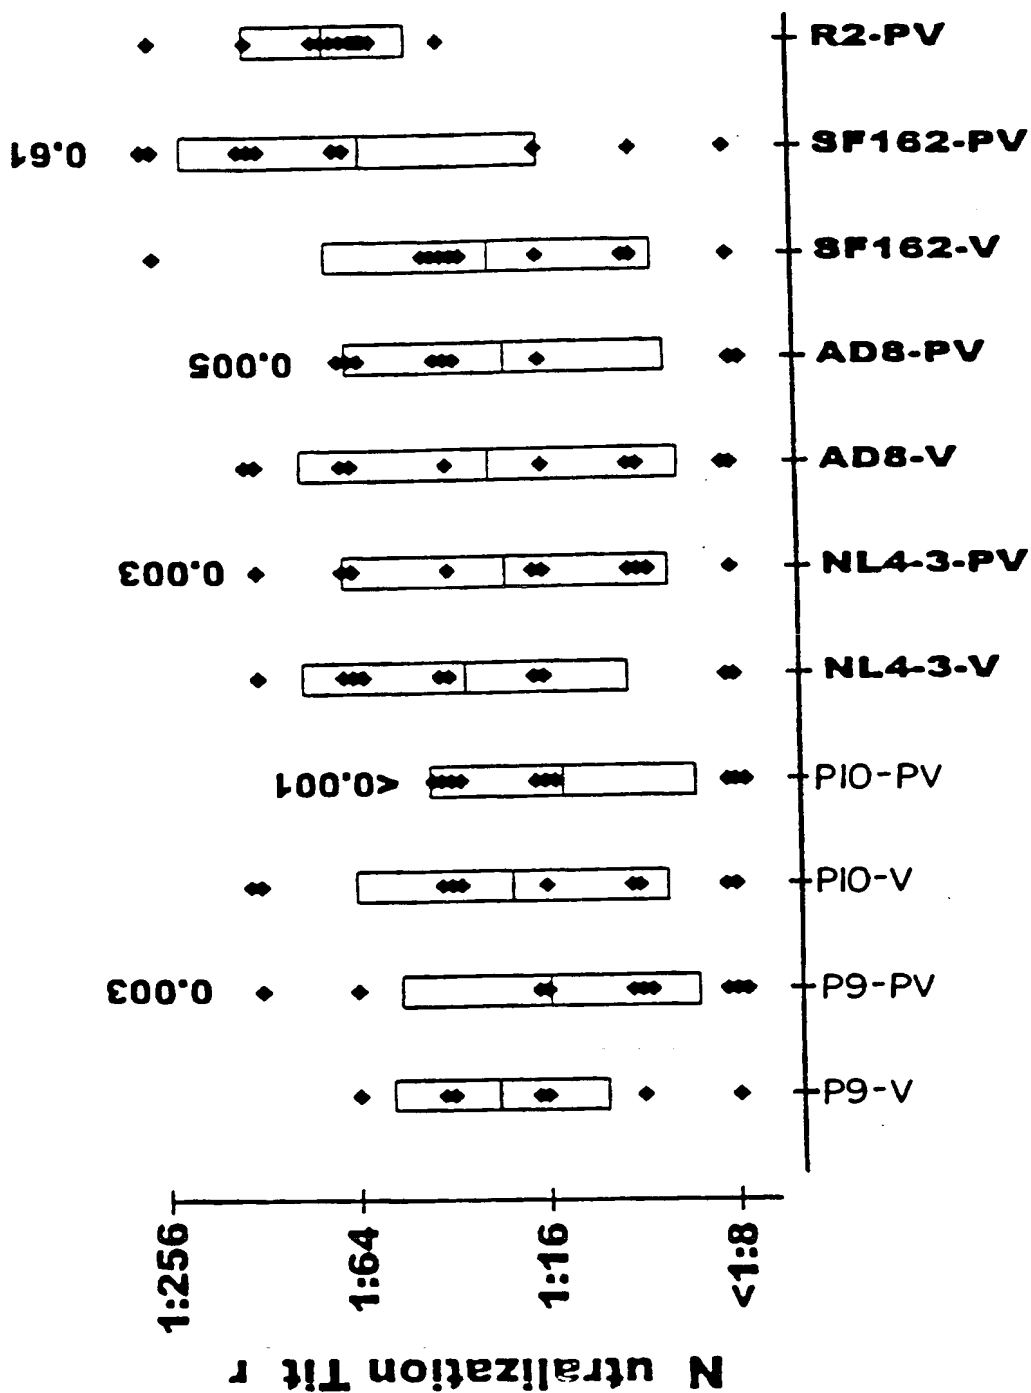 R2-PV
0.61
SF162-PV
SF162-V
0.005
AD8-PV
AD8-V
0.003
NL4-3-PV
NL4-3-V
<0.001
P10-PV
P10-V
0.003
P9-PV
P9-V
1:256
1:64
1:16
<1:8
N utralization Tit r